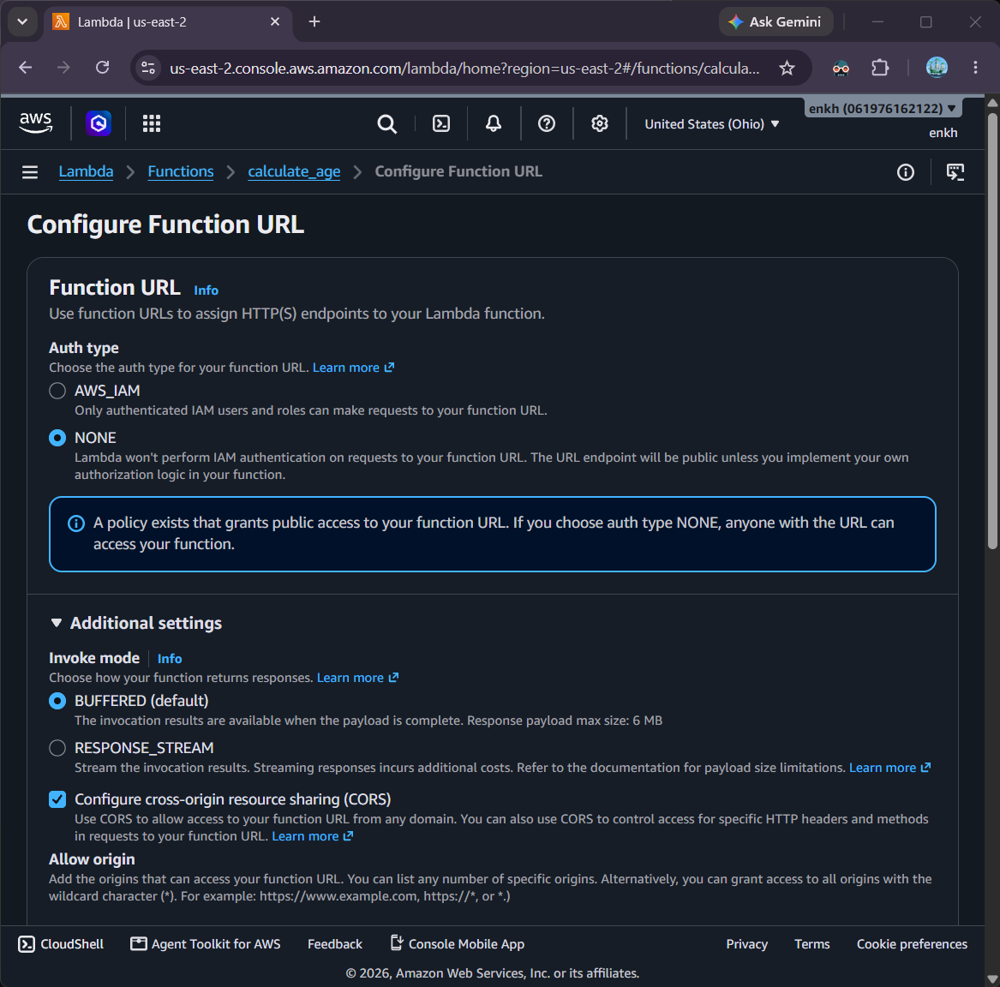 Lambda | us-east-2
Ask Gemini
us-east-2.console.aws.amazon.com/lambda/home?region=us-east-2#/functions/calcula...
aws
United States (Ohio)
enkh (061976162122)
enkh
Lambda
Functions
calculate_age
Configure Function URL
Configure Function URL
Function URL Info
Use function URLs to assign HTTP(S) endpoints to your Lambda function.
Auth type
Choose the auth type for your function URL. Learn more
AWS_IAM
Only authenticated IAM users and roles can make requests to your function URL.
NONE
Lambda won't perform IAM authentication on requests to your function URL. The URL endpoint will be public unless you implement your own
authorization logic in your function.
A policy exists that grants public access to your function URL. If you choose auth type NONE, anyone with the URL can
access your function.
Additional settings
Invoke mode Info
Choose how your function returns responses. Learn more
BUFFERED (default)
The invocation results are available when the payload is complete. Response payload max size: 6 MB
RESPONSE_STREAM
Stream the invocation results. Streaming responses incurs additional costs. Refer to the documentation for payload size limitations. Learn more
Configure cross-origin resource sharing (CORS)
Use CORS to allow access to your function URL from any domain. You can also use CORS to control access for specific HTTP headers and methods
in requests to your function URL. Learn more
Allow origin
Add the origins that can access your function URL. You can list any number of specific origins. Alternatively, you can grant access to all origins with the
wildcard character (*). For example: https://www.example.com, https://*, or *.)
CloudShell
Agent Toolkit for AWS
Feedback
Console Mobile App
Privacy
Terms
Cookie preferences
© 2026, Amazon Web Services, Inc. or its affiliates.